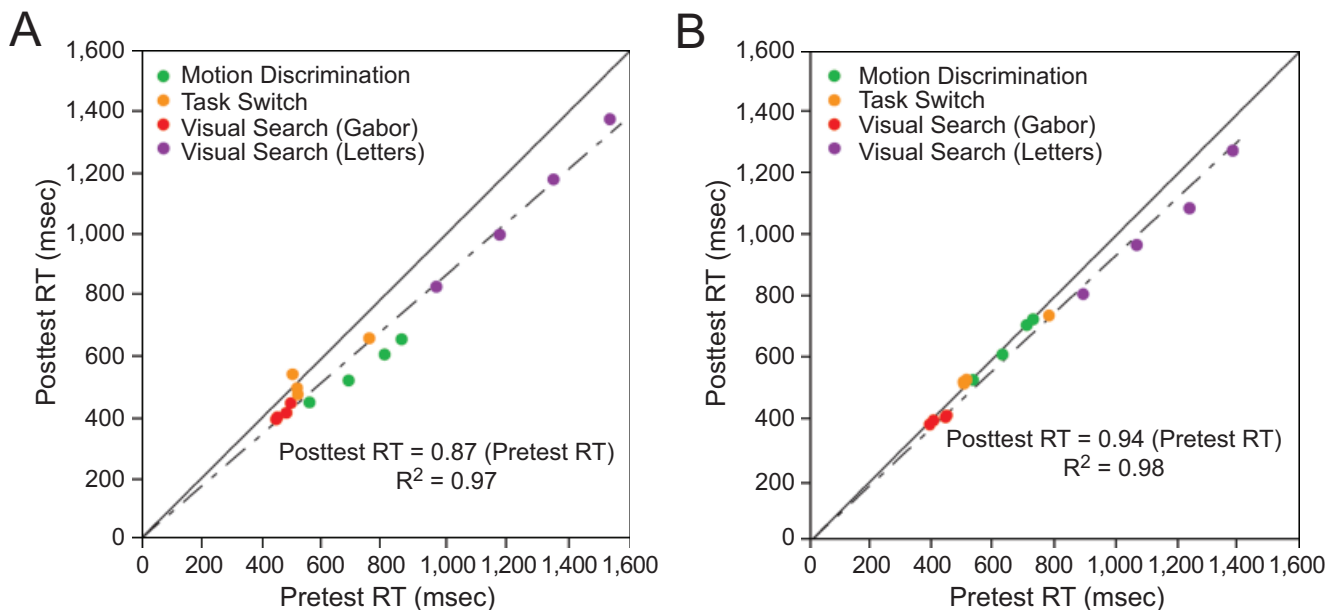 A
1,600
1,400
1,200
1,000
800
600
400
200
0
Posttest RT (msec)
Motion Discrimination
Task Switch
Visual Search (Gabor)
Visual Search (Letters)
Posttest RT = 0.87 (Pretest RT)
R² = 0.97
0 200 400 600 800 1,000 1,200 1,400 1,600
Pretest RT (msec)
B
1,600
1,400
1,200
1,000
800
600
400
200
0
Posttest RT (msec)
Motion Discrimination
Task Switch
Visual Search (Gabor)
Visual Search (Letters)
Posttest RT = 0.94 (Pretest RT)
R² = 0.98
0 200 400 600 800 1,000 1,200 1,400 1,600
Pretest RT (msec)